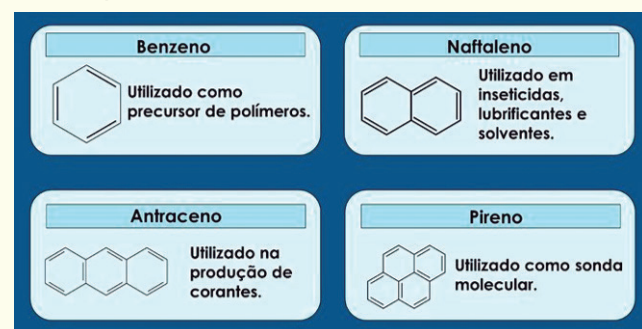 Benzeno
Utilizado como
precursor de polímeros.
Naftaleno
Utilizado em
inseticidas,
lubrificantes e
solventes.
Antraceno
Utilizado na
produção de
corantes.
Pireno
Utilizado como sonda
molecular.